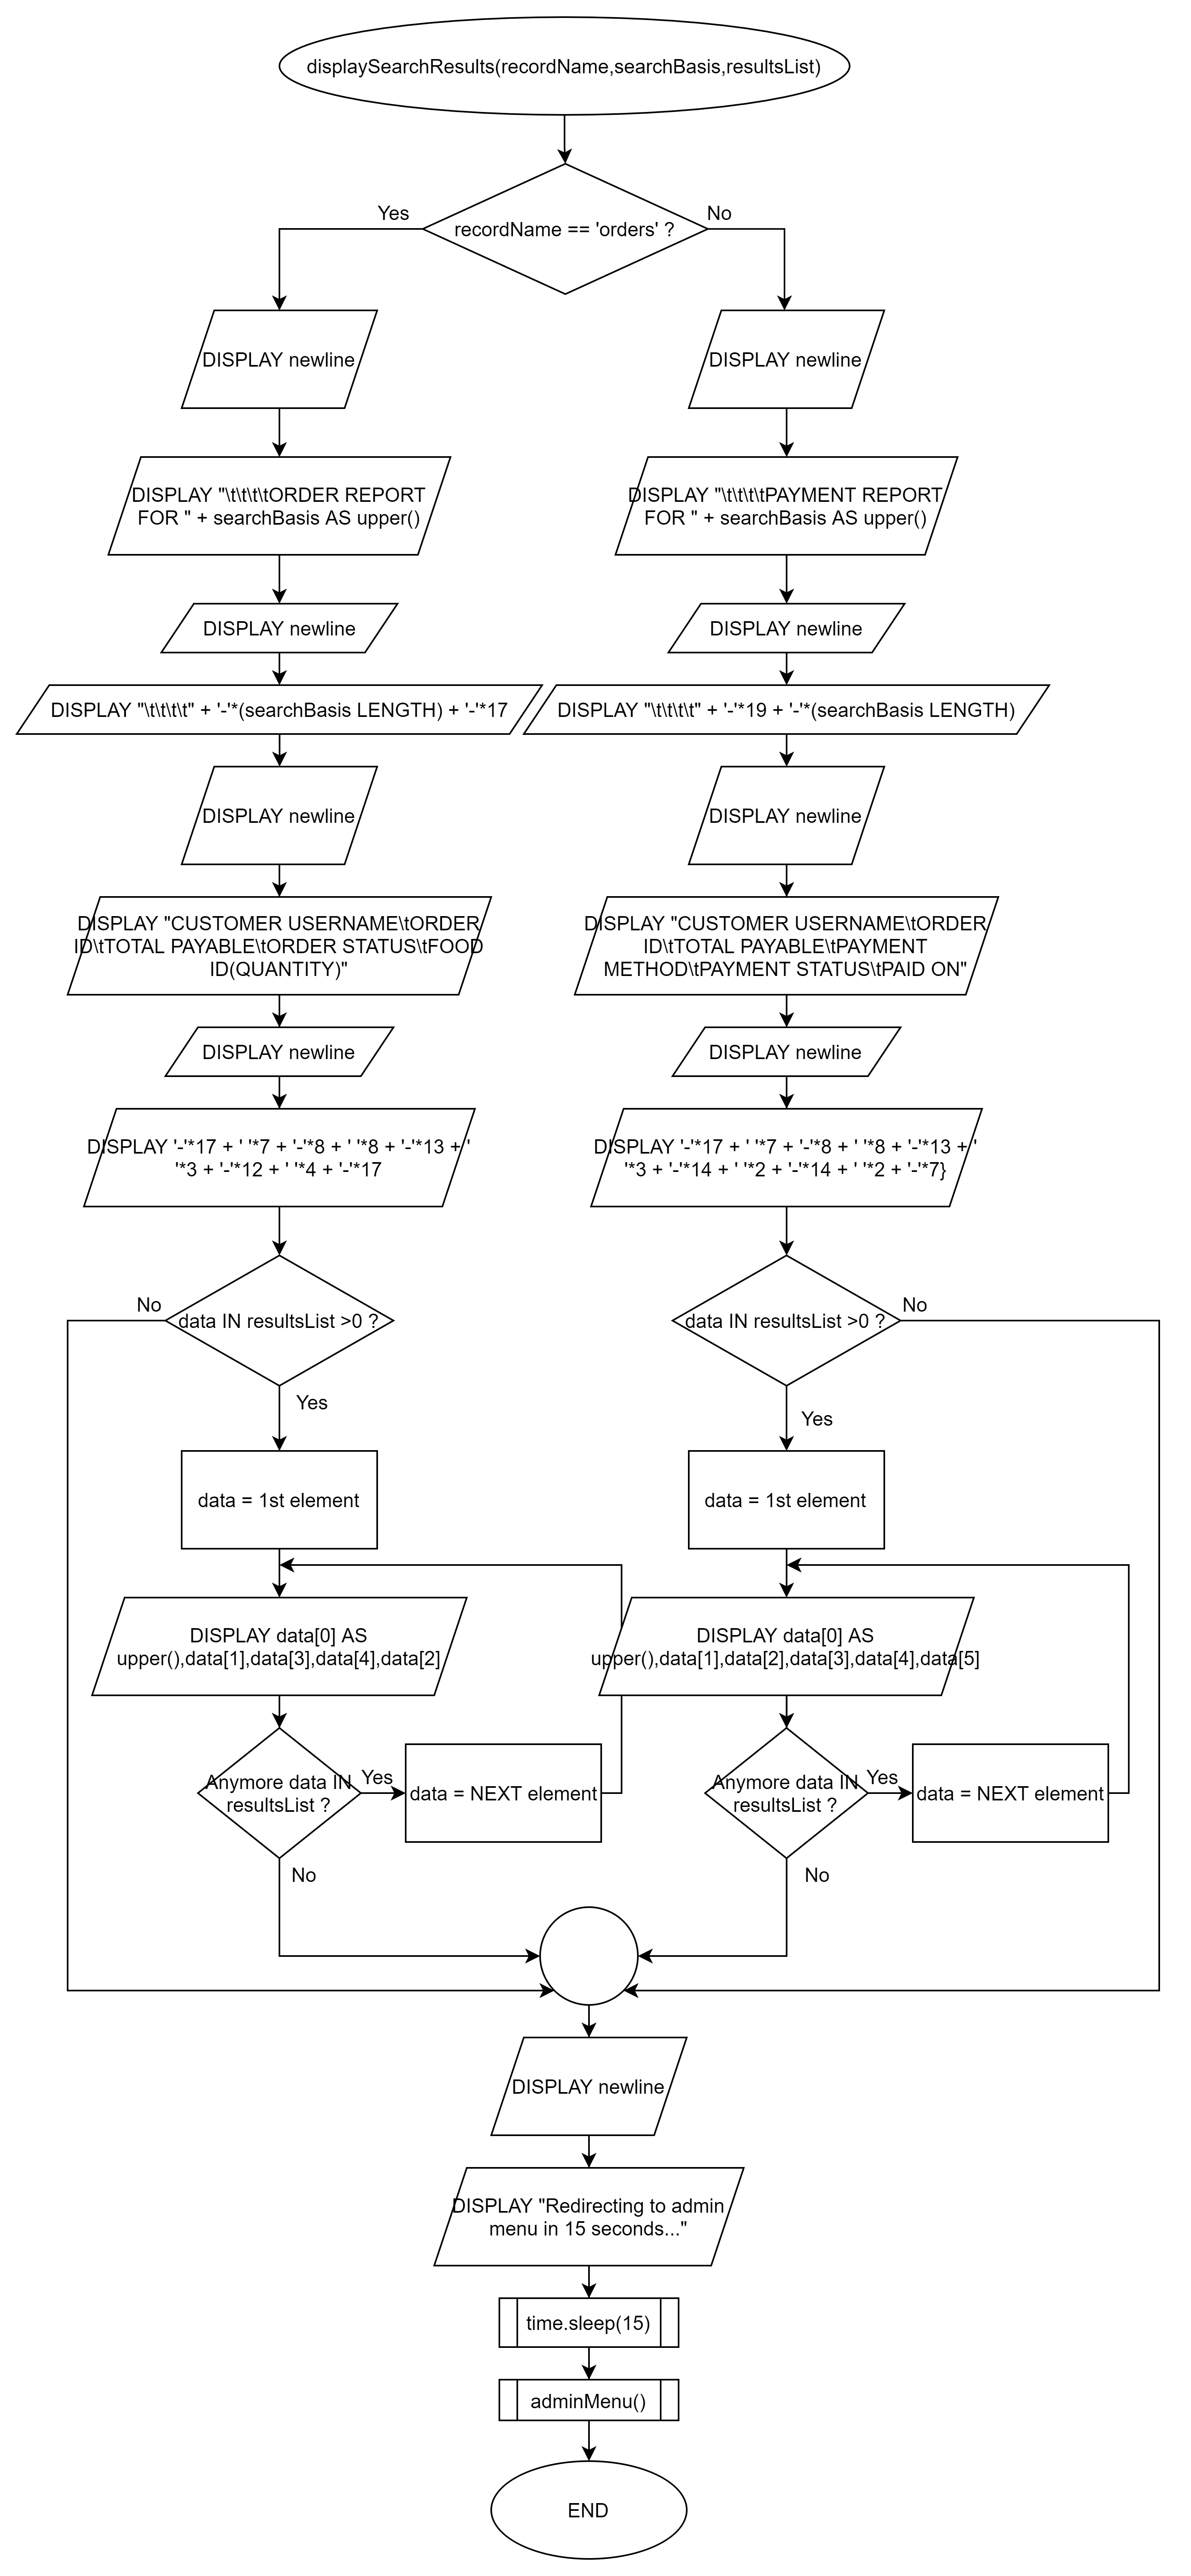 displaySearchResults(recordName,searchBasis,resultsList)
recordName == 'orders' ?
Yes
No
DISPLAY newline
DISPLAY "\t\t\t\tORDER REPORT
FOR " + searchBasis AS upper()
DISPLAY newline
DISPLAY "\t\t\t\t" + '-'*(searchBasis LENGTH) + '-'*17
DISPLAY newline
DISPLAY "CUSTOMER USERNAME\tORDER
ID\tTOTAL PAYABLE\tORDER STATUS\tFOOD
ID(QUANTITY)"
DISPLAY newline
DISPLAY '-'*17 + ' '*7 + '-'*8 + ' '*8 + '-'*13 + '
'*3 + '-'*12 + ' '*4 + '-'*17
data IN resultsList >0 ?
No
Yes
data = 1st element
DISPLAY data[0] AS
upper(),data[1],data[3],data[4],data[2]
Anymore data IN
resultsList ?
Yes
data = NEXT element
No
DISPLAY newline
DISPLAY "\t\t\t\tPAYMENT REPORT
FOR " + searchBasis AS upper()
DISPLAY newline
DISPLAY "\t\t\t\t" + '-'*19 + '-'*(searchBasis LENGTH)
DISPLAY newline
DISPLAY "CUSTOMER USERNAME\tORDER
ID\tTOTAL PAYABLE\tPAYMENT
METHOD\tPAYMENT STATUS\tPAID ON"
DISPLAY newline
DISPLAY '-'*17 + ' '*7 + '-'*8 + ' '*8 + '-'*13 + '
'*3 + '-'*14 + ' '*2 + '-'*14 + ' '*2 + '-'*7}
data IN resultsList >0 ?
No
Yes
data = 1st element
DISPLAY data[0] AS
upper(),data[1],data[2],data[3],data[4],data[5]
Anymore data IN
resultsList ?
Yes
data = NEXT element
No
DISPLAY newline
DISPLAY "Redirecting to admin
menu in 15 seconds..."
time.sleep(15)
adminMenu()
END